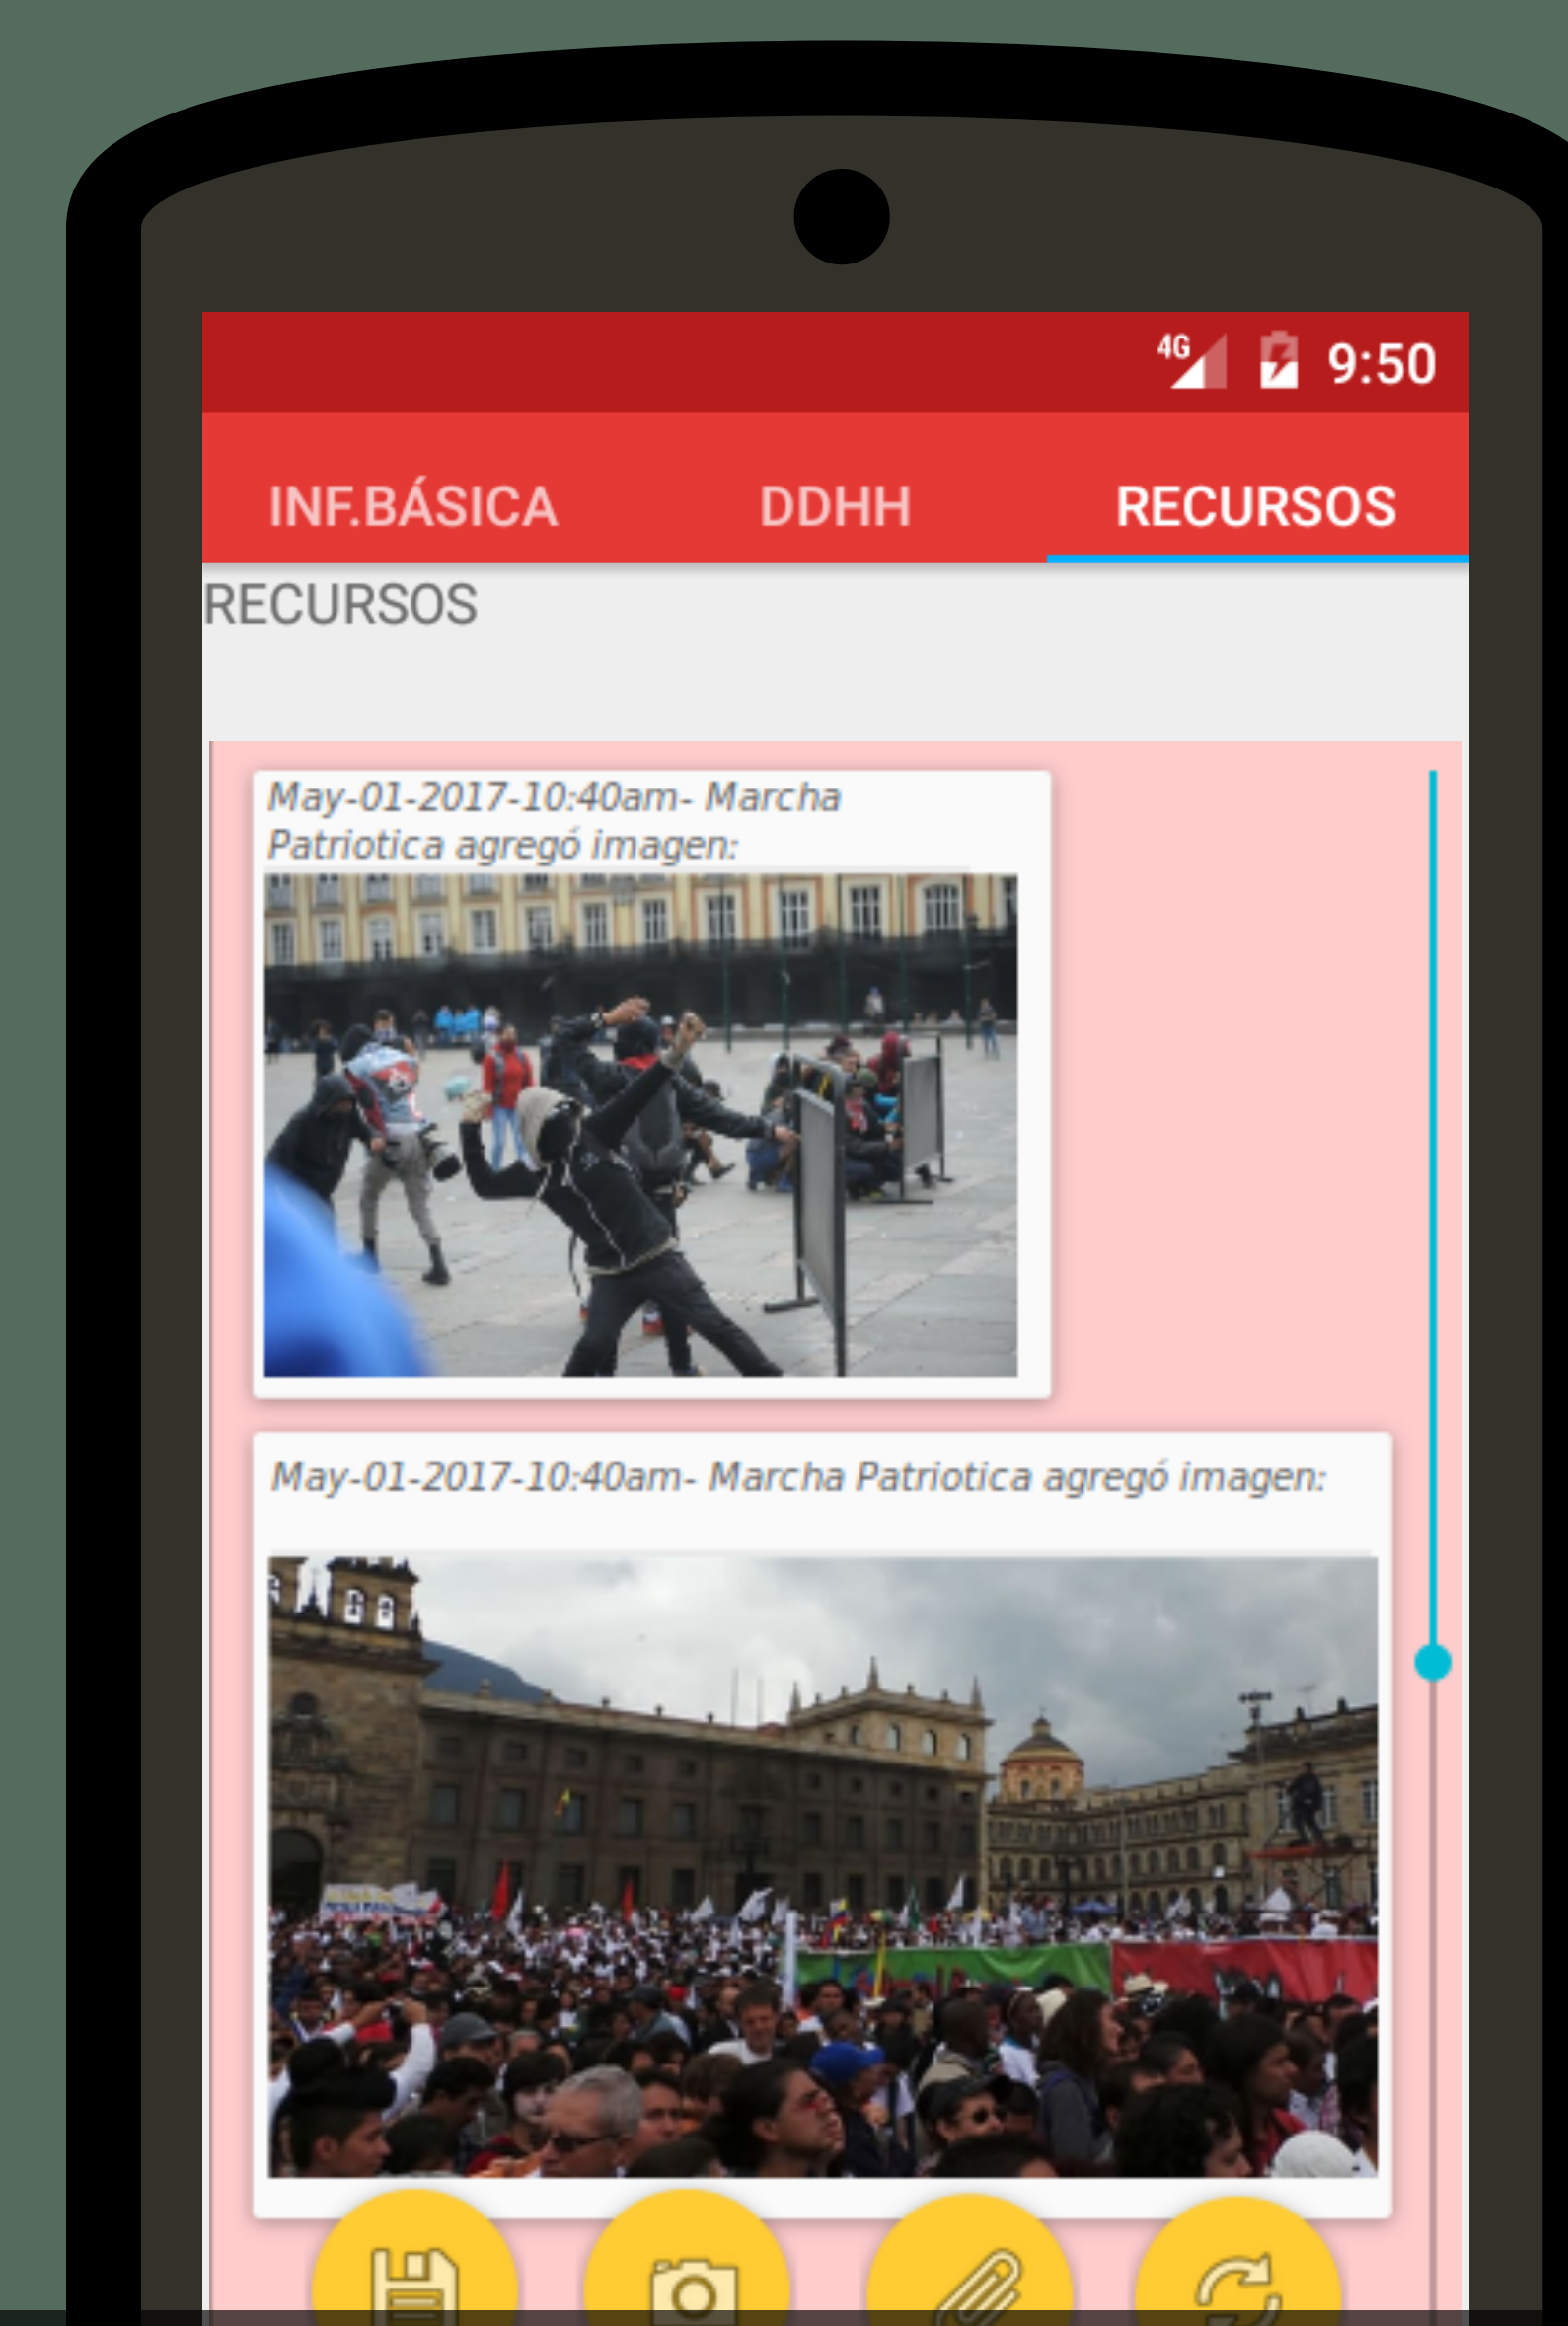 4G 9:50
INF.BÁSICA DDHH RECURSOS
RECURSOS
May-01-2017-10:40am- Marcha
Patriotica agregó imagen:
May-01-2017-10:40am- Marcha Patriotica agregó imagen: